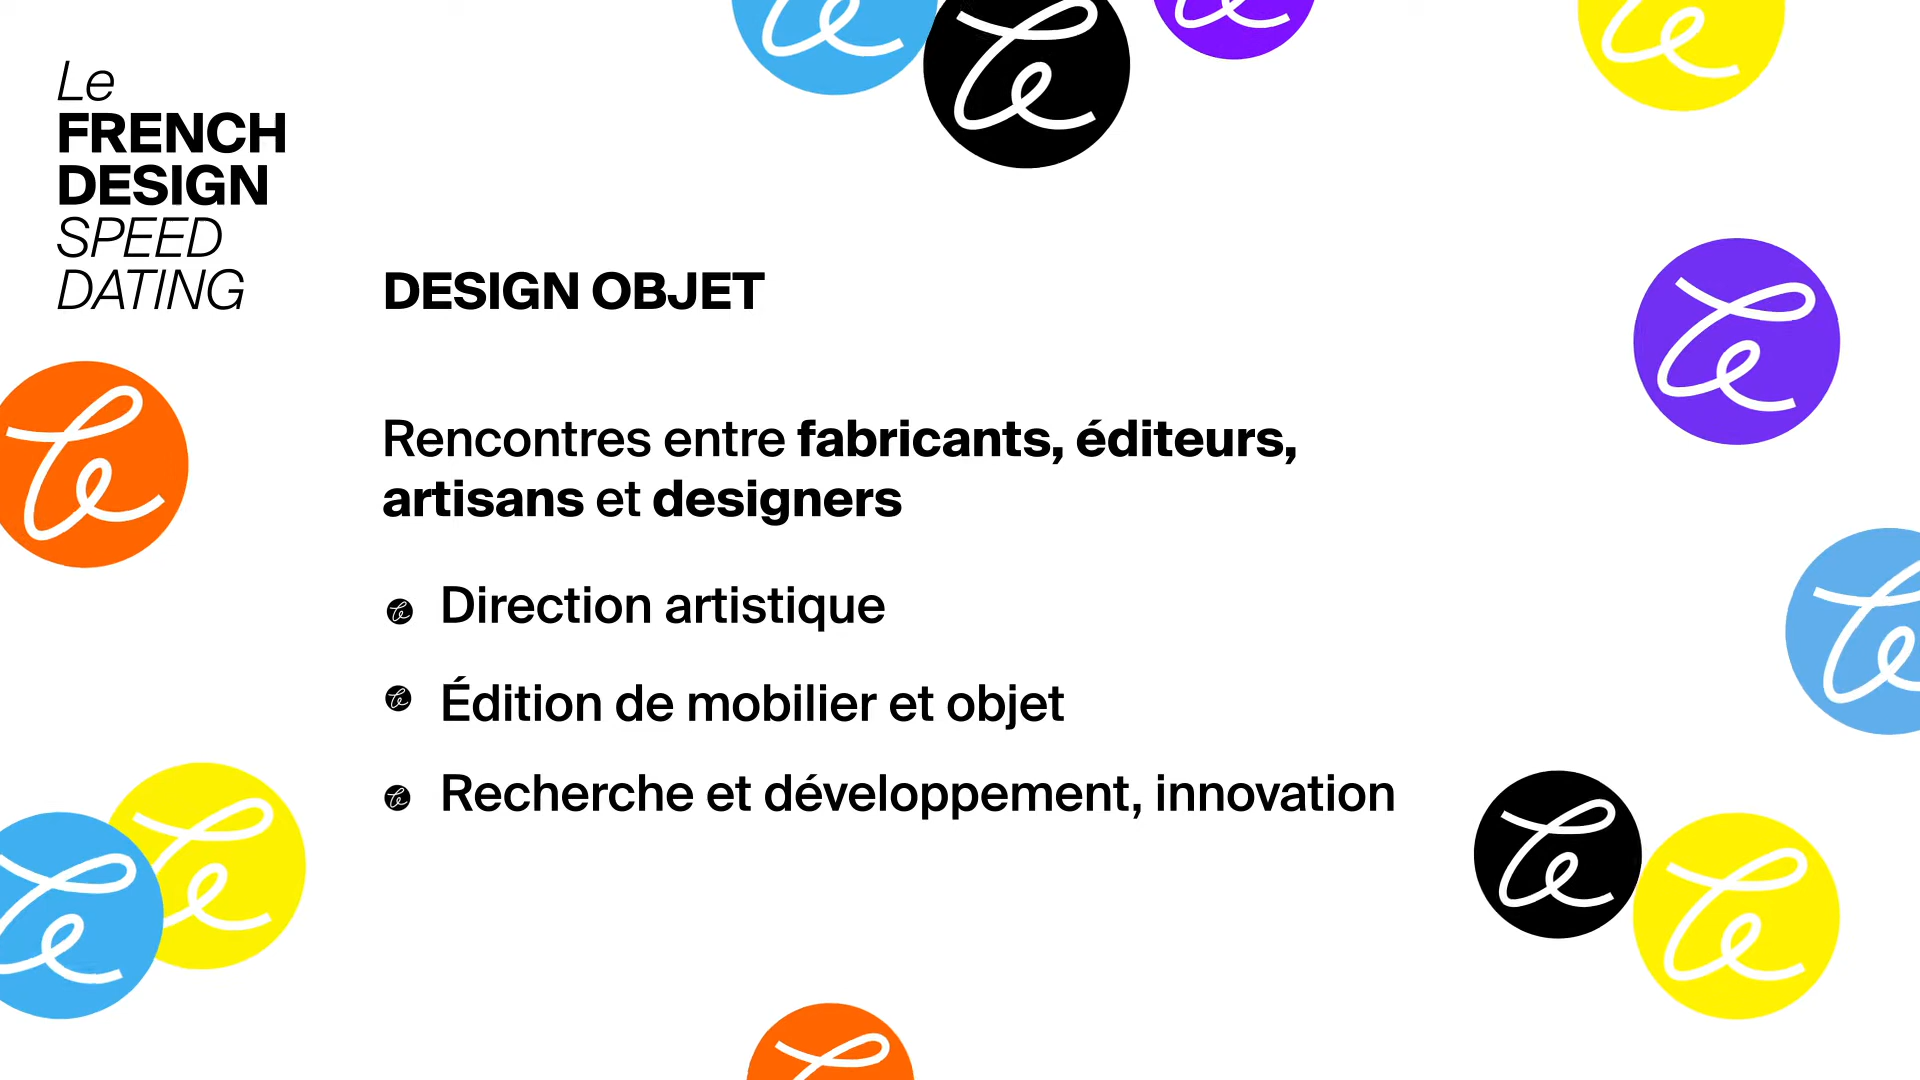 Le
FRENCH
DESIGN
SPEED
DATING
DESIGN OBJET
Rencontres entre fabricants, éditeurs,
artisans et designers
Direction artistique
Édition de mobilier et objet
Recherche et développement, innovation